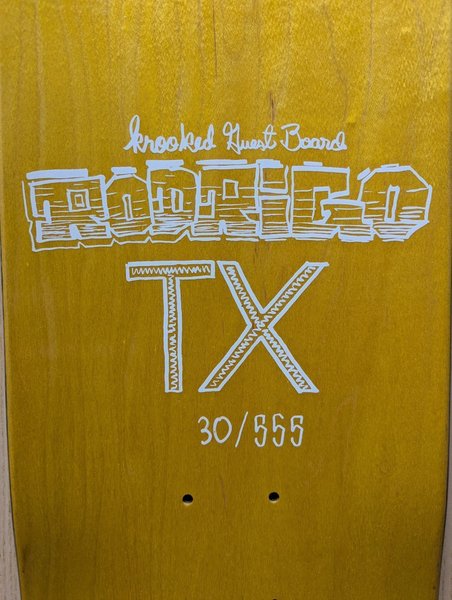 krooked Guest Board
RODRiGO
TX
30/555